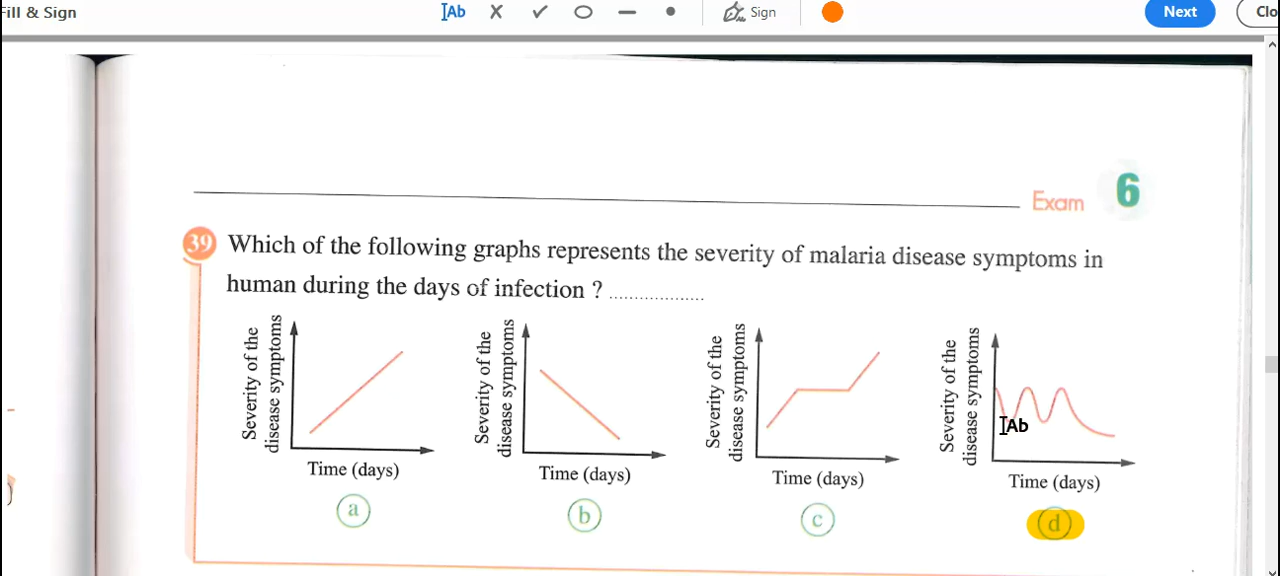 Fill & Sign
Ab
Sign
Next
Clo
Exam 6
39 Which of the following graphs represents the severity of malaria disease symptoms in
human during the days of infection ? ...................
Severity of the
disease symptoms
Time (days)
a
Severity of the
disease symptoms
Time (days)
b
Severity of the
disease symptoms
Time (days)
c
Severity of the
disease symptoms
Ab
Time (days)
d